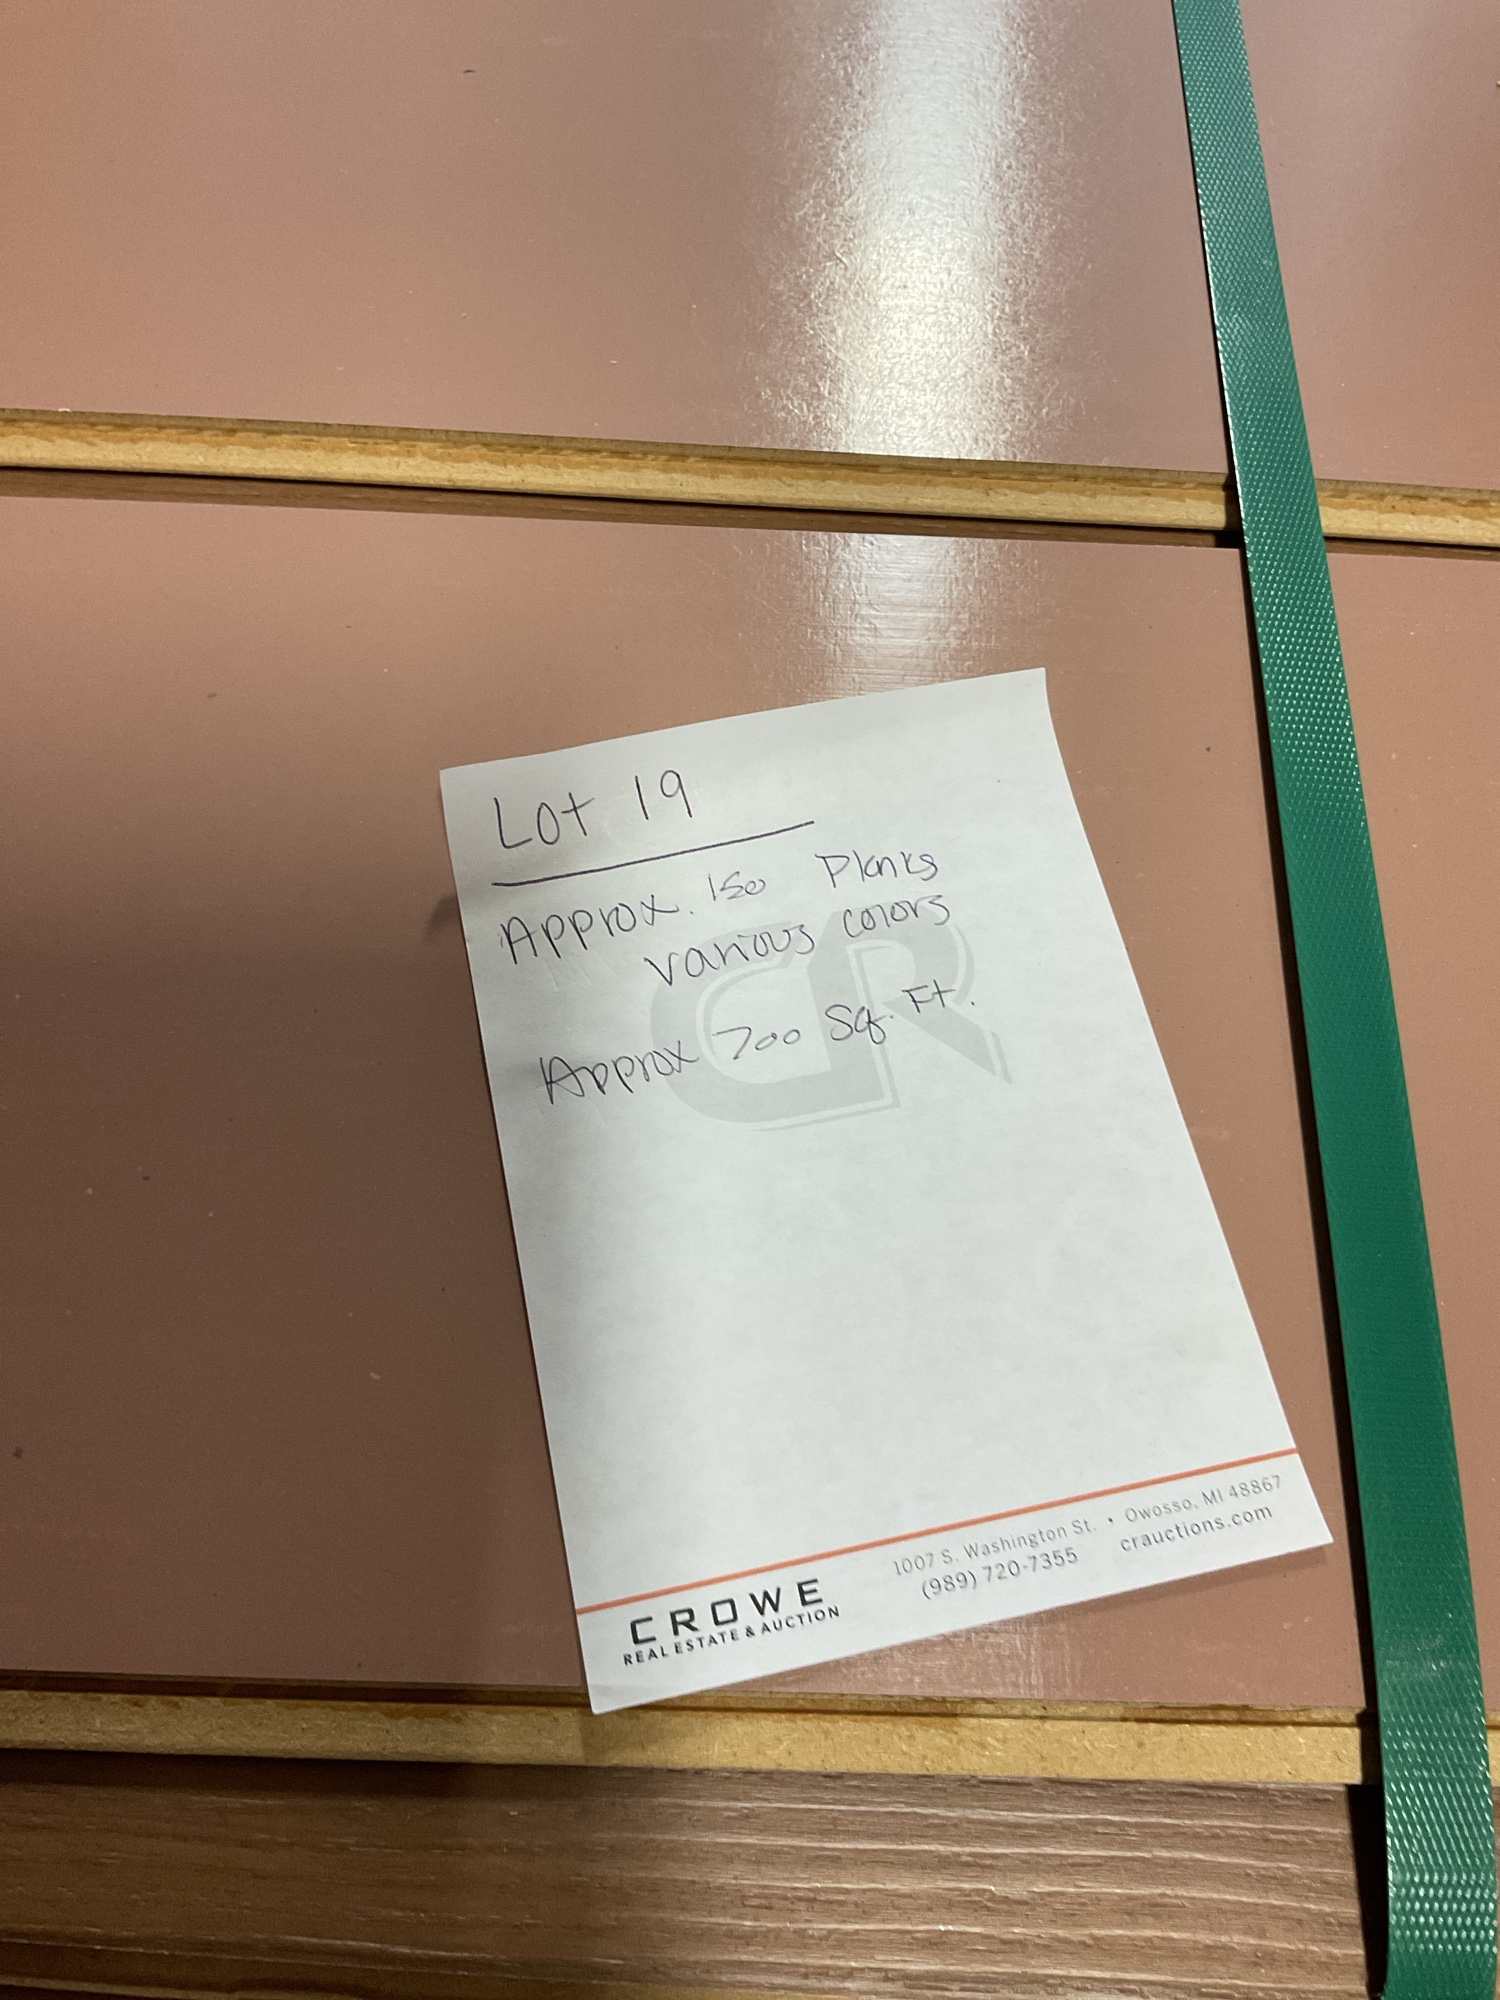 Lot 19
Approx. 150 Planks
various colors
Approx 700 Sq. Ft.
CR
CROWE
REAL ESTATE & AUCTION
1007 S. Washington St. • Owosso, MI 48867
(989) 720-7355 crauctions.com